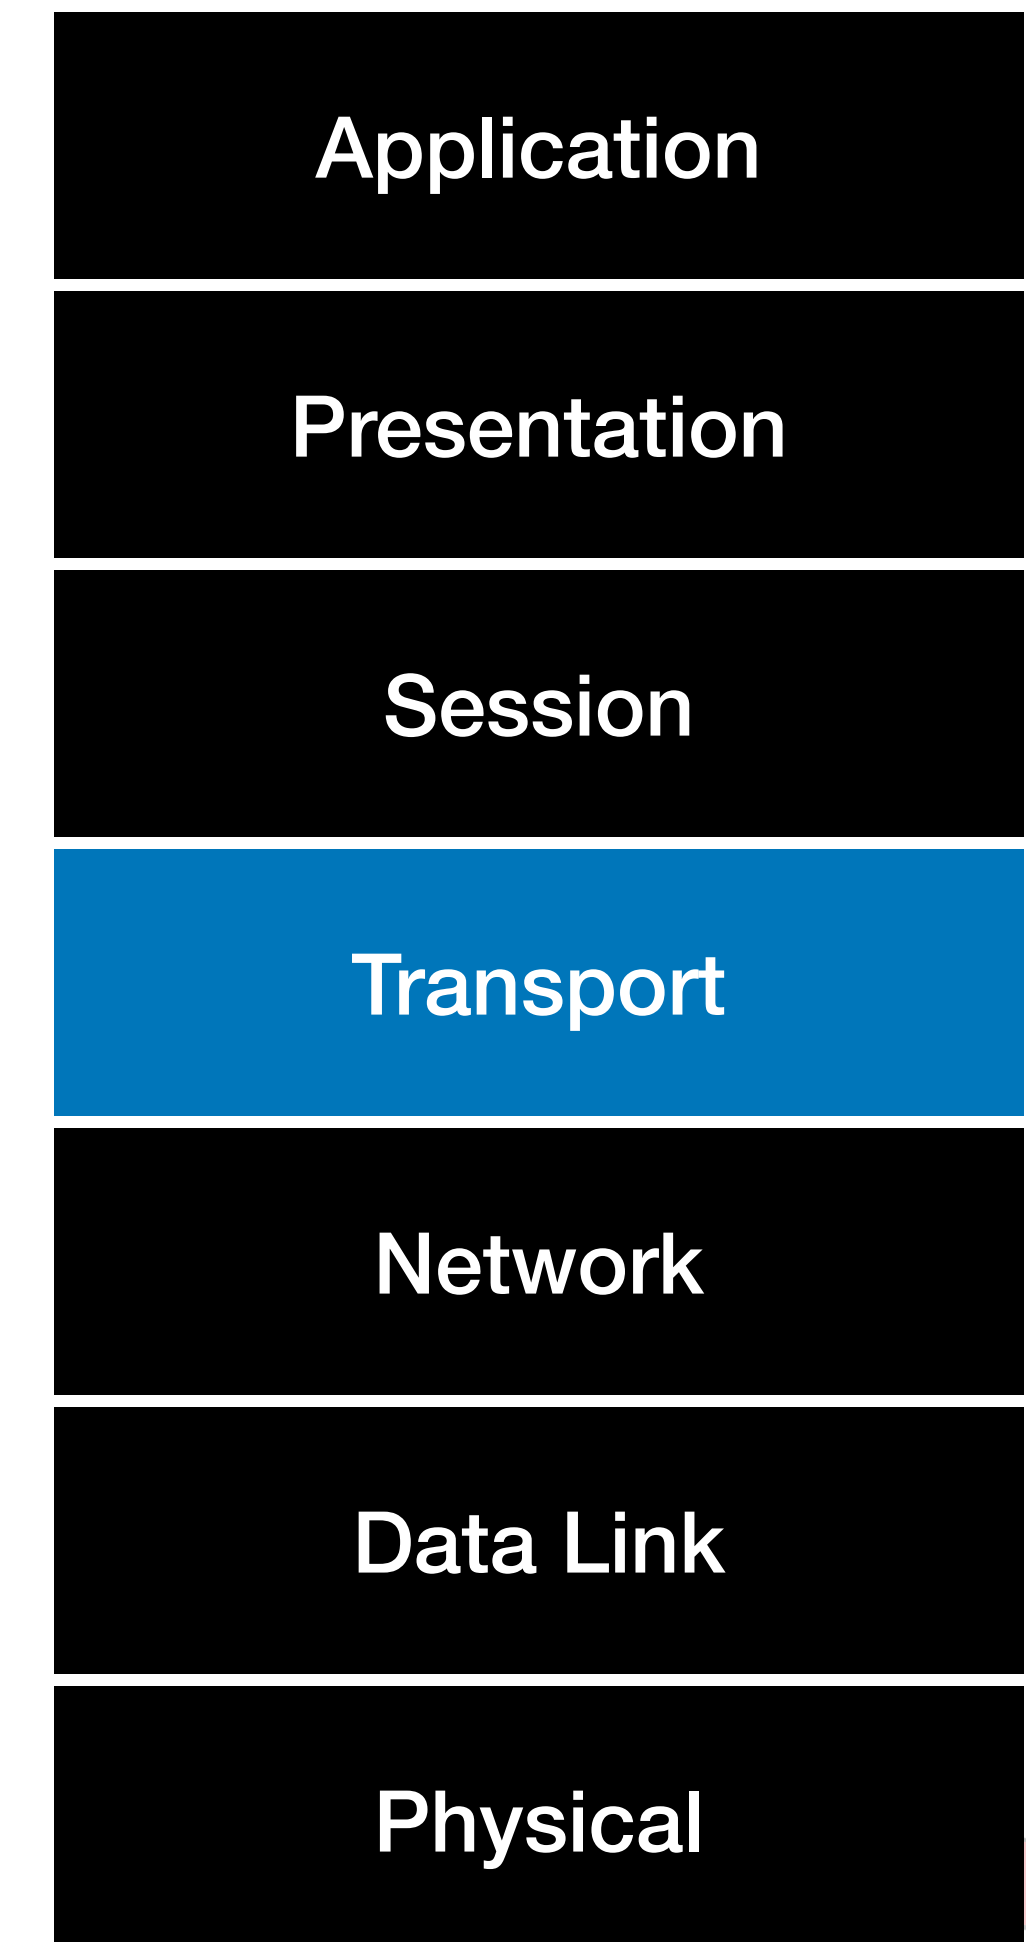 Application
Presentation
Session
Transport
Network
Data Link
Physical